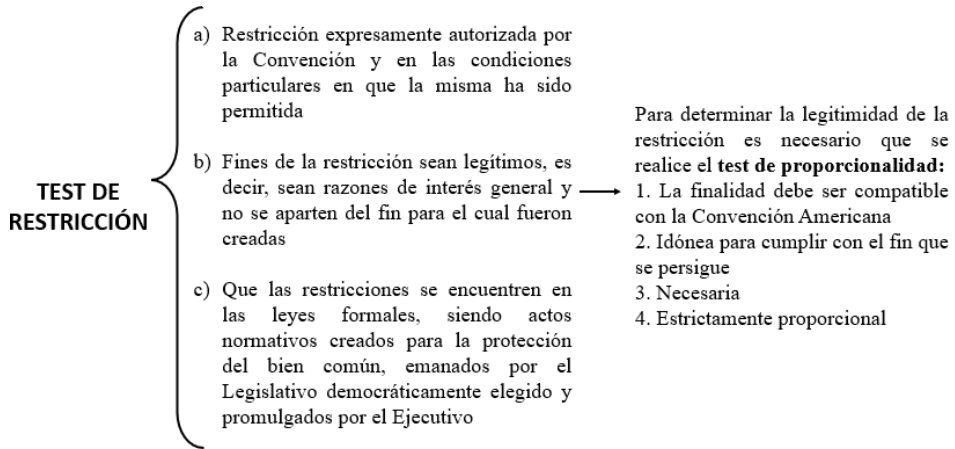 TEST DE
RESTRICCIÓN
a) Restricción expresamente autorizada por
la Convención y en las condiciones
particulares en que la misma ha sido
permitida
b) Fines de la restricción sean legítimos, es
decir, sean razones de interés general y
no se aparten del fin para el cual fueron
creadas
c) Que las restricciones se encuentren en
las leyes formales, siendo actos
normativos creados para la protección
del bien común, emanados por el
Legislativo democráticamente elegido y
promulgados por el Ejecutivo
Para determinar la legitimidad de la
restricción es necesario que se
realice el test de proporcionalidad:
1. La finalidad debe ser compatible
con la Convención Americana
2. Idónea para cumplir con el fin que
se persigue
3. Necesaria
4. Estrictamente proporcional